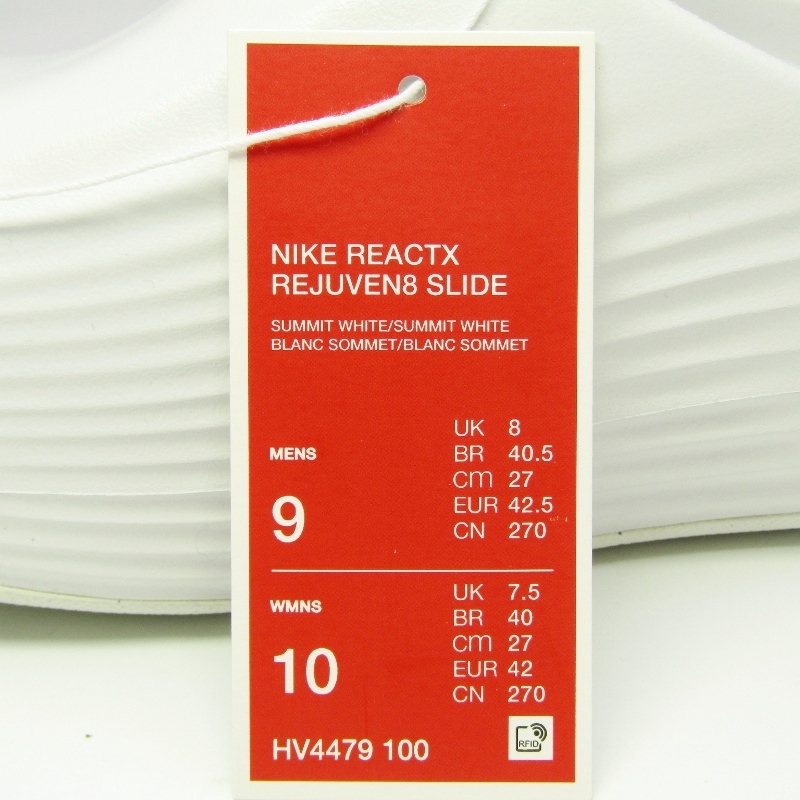 NIKE REACTX
REJUVEN8 SLIDE
SUMMIT WHITE/SUMMIT WHITE
BLANC SOMMET/BLANC SOMMET
MENS
9
UK 8
BR 40.5
cm 27
EUR 42.5
CN 270
WMNS
10
UK 7.5
BR 40
cm 27
EUR 42
CN 270
HV4479 100
RFID